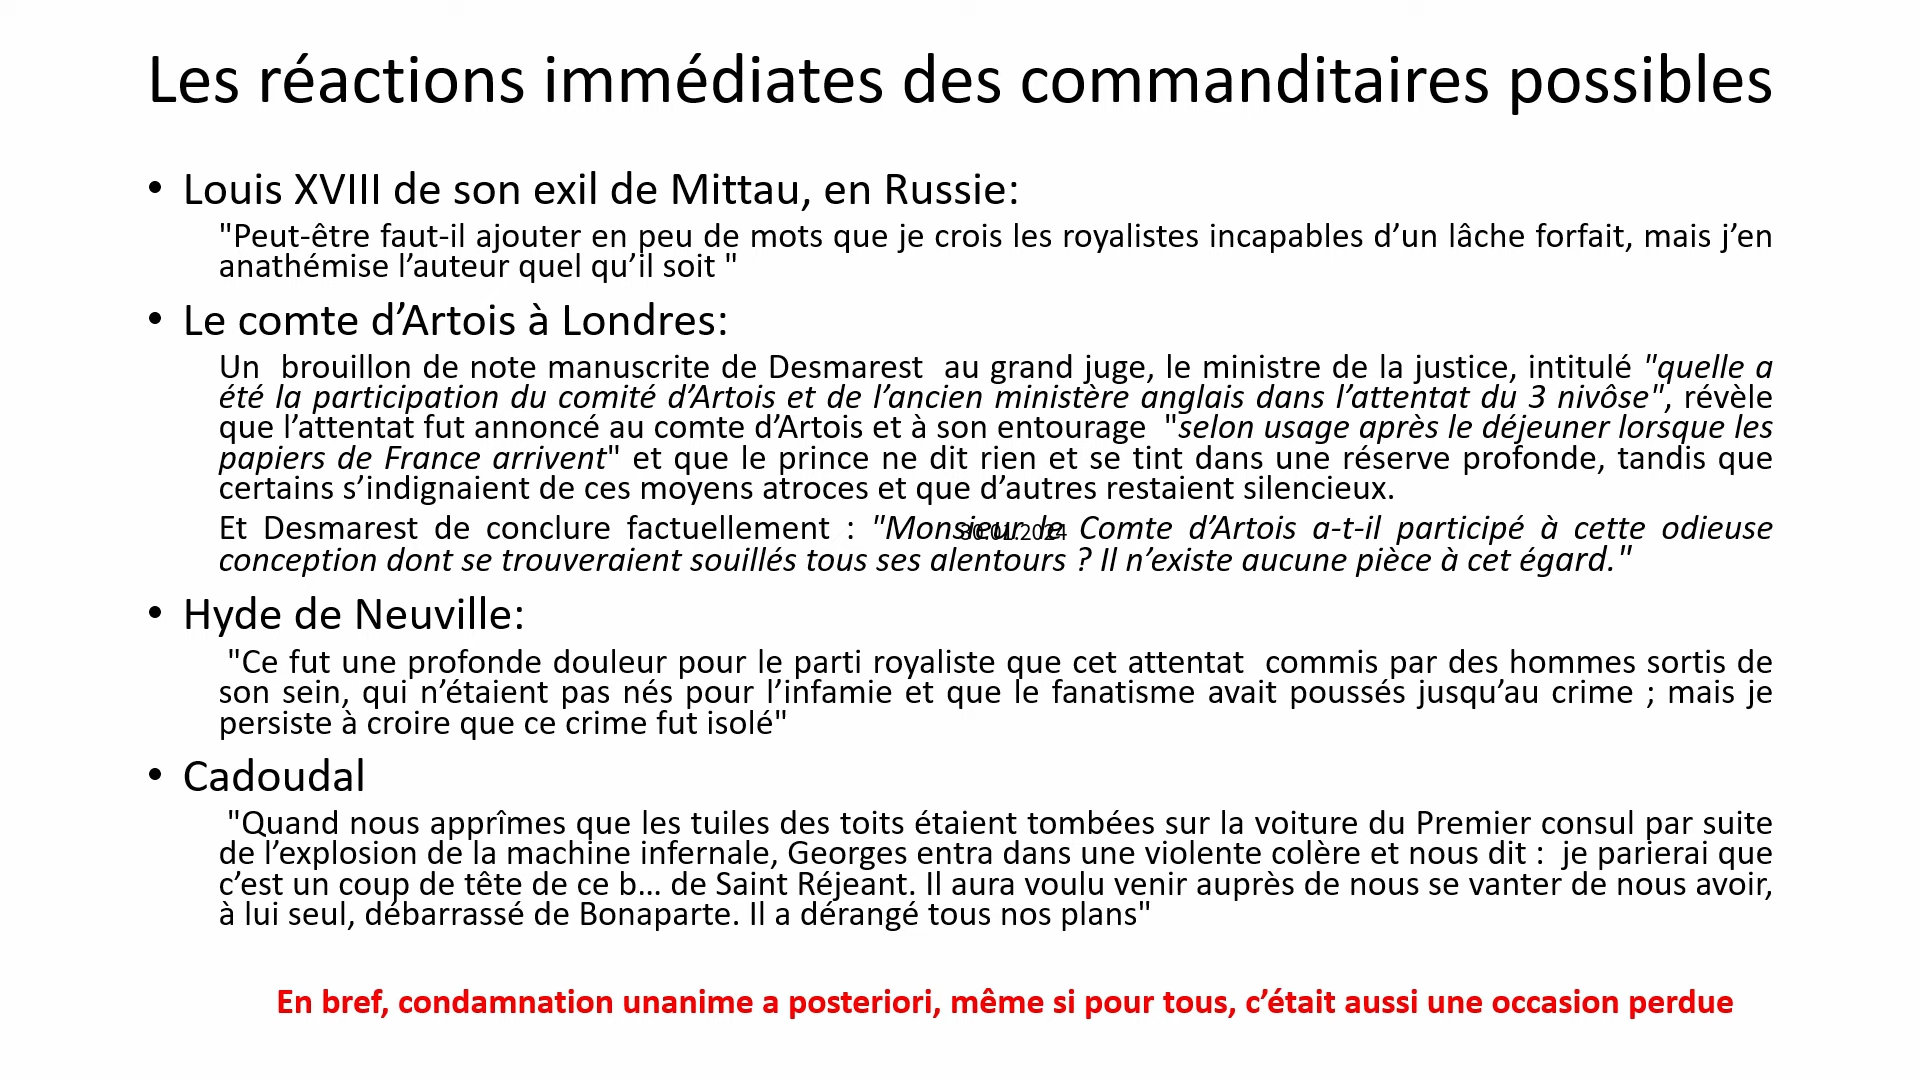 Les réactions immédiates des commanditaires possibles
• Louis XVIII de son exil de Mittau, en Russie:
"Peut-être faut-il ajouter en peu de mots que je crois les royalistes incapables d’un lâche forfait, mais j’en
anathémise l’auteur quel qu’il soit "
• Le comte d’Artois à Londres:
Un  brouillon de note manuscrite de Desmarest  au grand juge, le ministre de la justice, intitulé "quelle a
été la participation du comité d’Artois et de l’ancien ministère anglais dans l’attentat du 3 nivôse", révèle
que l’attentat fut annoncé au comte d’Artois et à son entourage  "selon usage après le déjeuner lorsque les
papiers de France arrivent" et que le prince ne dit rien et se tint dans une réserve profonde, tandis que
certains s’indignaient de ces moyens atroces et que d’autres restaient silencieux.
Et Desmarest de conclure factuellement : "Monsieur le Comte d’Artois a-t-il participé à cette odieuse
30.01.2024
conception dont se trouveraient souillés tous ses alentours ? Il n’existe aucune pièce à cet égard."
• Hyde de Neuville:
"Ce fut une profonde douleur pour le parti royaliste que cet attentat  commis par des hommes sortis de
son sein, qui n’étaient pas nés pour l’infamie et que le fanatisme avait poussés jusqu’au crime ; mais je
persiste à croire que ce crime fut isolé"
• Cadoudal
"Quand nous apprîmes que les tuiles des toits étaient tombées sur la voiture du Premier consul par suite
de l’explosion de la machine infernale, Georges entra dans une violente colère et nous dit :  je parierai que
c’est un coup de tête de ce b… de Saint Réjeant. Il aura voulu venir auprès de nous se vanter de nous avoir,
à lui seul, débarrassé de Bonaparte. Il a dérangé tous nos plans"
En bref, condamnation unanime a posteriori, même si pour tous, c’était aussi une occasion perdue